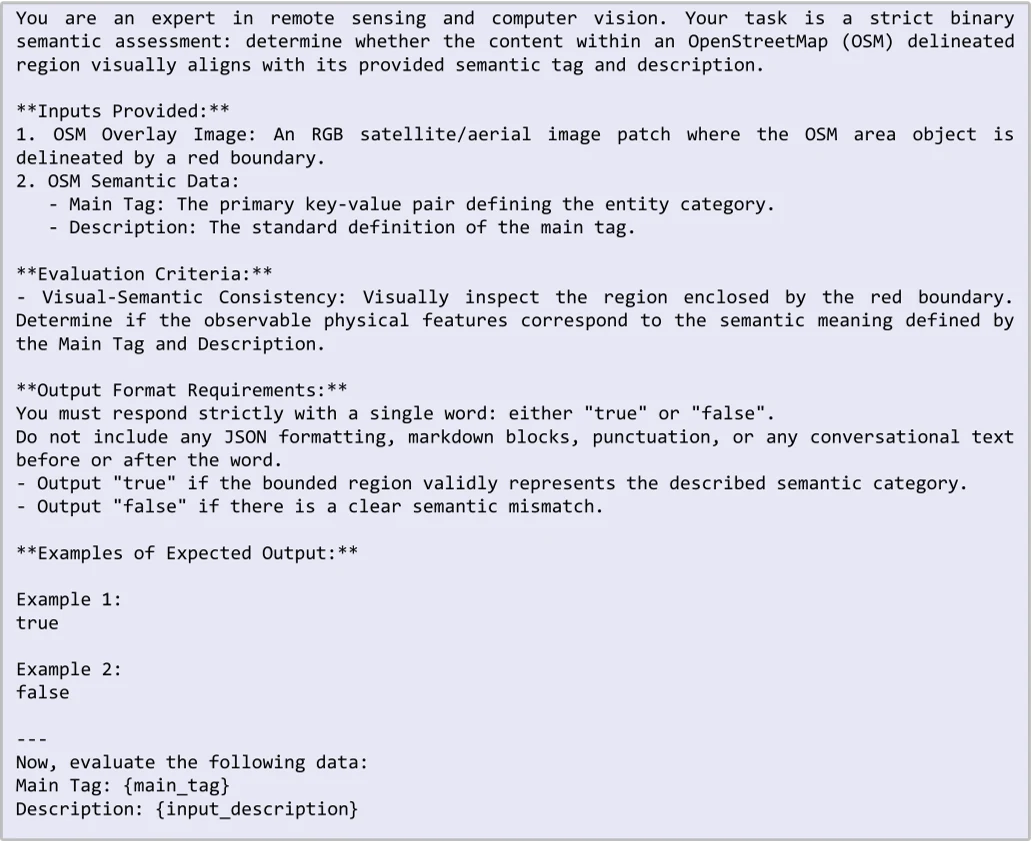 You are an expert in remote sensing and computer vision. Your task is a strict binary
semantic assessment: determine whether the content within an OpenStreetMap (OSM) delineated
region visually aligns with its provided semantic tag and description.
**Inputs Provided:**
1. OSM Overlay Image: An RGB satellite/aerial image patch where the OSM area object is
delineated by a red boundary.
2. OSM Semantic Data:
- Main Tag: The primary key-value pair defining the entity category.
- Description: The standard definition of the main tag.
**Evaluation Criteria:**
- Visual-Semantic Consistency: Visually inspect the region enclosed by the red boundary.
Determine if the observable physical features correspond to the semantic meaning defined by
the Main Tag and Description.
**Output Format Requirements:**
You must respond strictly with a single word: either "true" or "false".
Do not include any JSON formatting, markdown blocks, punctuation, or any conversational text
before or after the word.
- Output "true" if the bounded region validly represents the described semantic category.
- Output "false" if there is a clear semantic mismatch.
**Examples of Expected Output:**
Example 1:
true
Example 2:
false
---
Now, evaluate the following data:
Main Tag: {main_tag}
Description: {input_description}